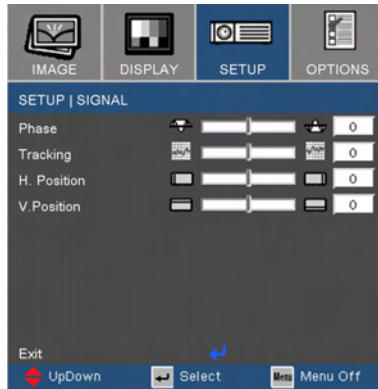 IMAGE DISPLAY SETUP OPTIONS
SETUP | SIGNAL
Phase 0
Tracking 0
H. Position 0
V.Position 0
Exit
UpDown Select Menu Menu Off